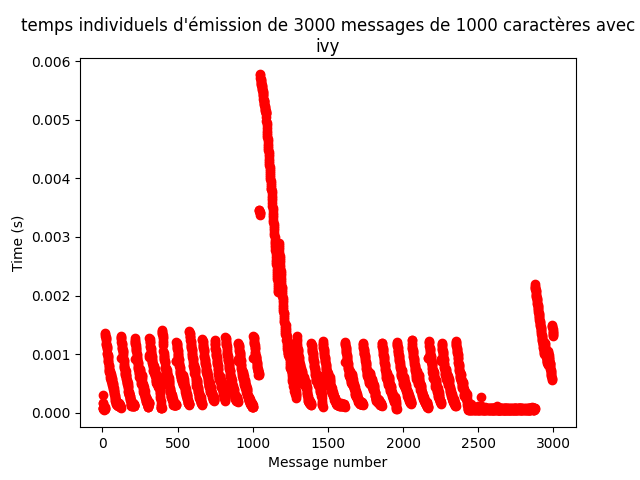 temps individuels d'émission de 3000 messages de 1000 caractères avec
ivy
0.006
0.005
0.004
0.003
0.002
0.001
0.000
Time (s)
0 500 1000 1500 2000 2500 3000
Message number